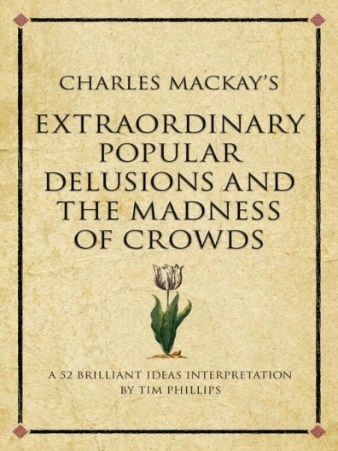 CHARLES MACKAY'S
EXTRAORDINARY
POPULAR
DELUSIONS AND
THE MADNESS
OF CROWDS
A 52 BRILLIANT IDEAS INTERPRETATION
BY TIM PHILLIPS